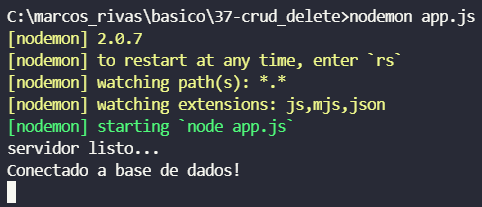 C:\marcos_rivas\basico\37-crud_delete>nodemon app.js
[nodemon] 2.0.7
[nodemon] to restart at any time, enter `rs`
[nodemon] watching path(s): *.*
[nodemon] watching extensions: js,mjs,json
[nodemon] starting `node app.js`
servidor listo...
Conectado a base de dados!